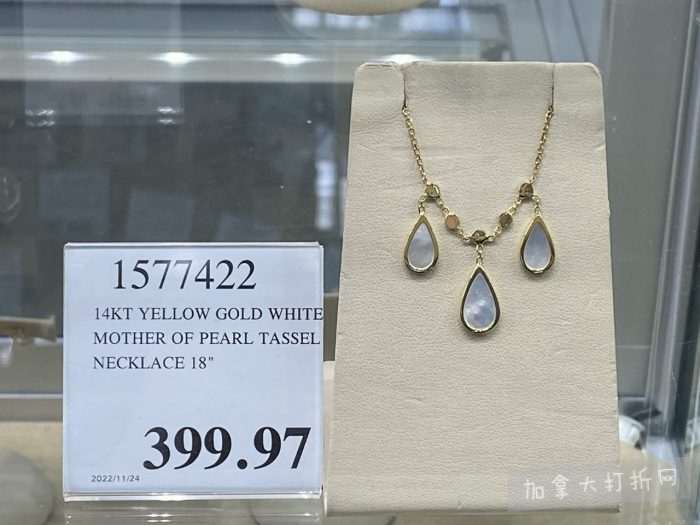 1577422
14KT YELLOW GOLD WHITE
MOTHER OF PEARL TASSEL
NECKLACE 18"
399.97
2022/11/24
加拿大打折网